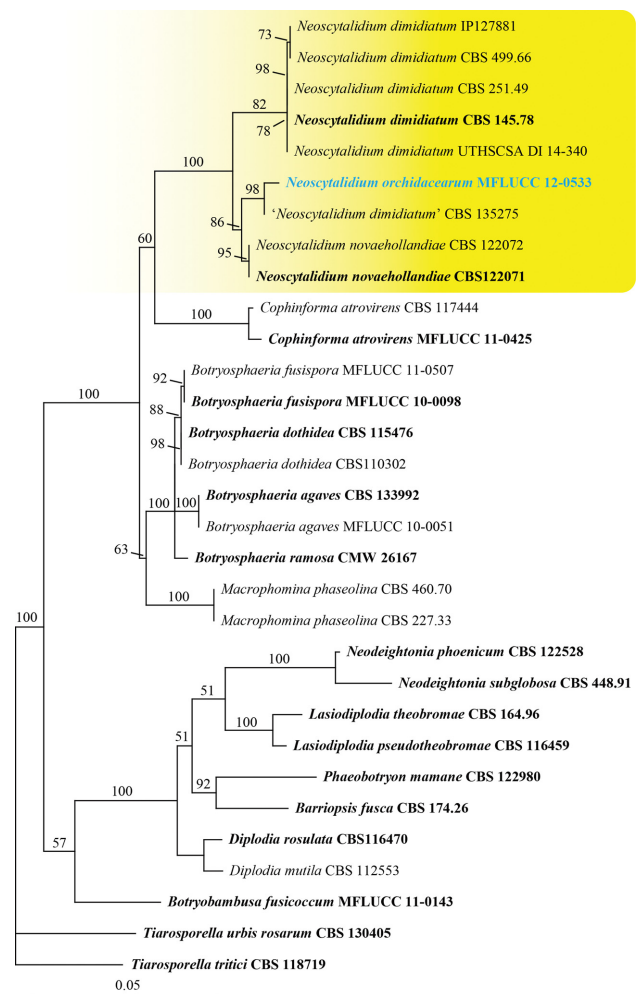 Neoscytalidium dimidiatum IP127881
73
Neoscytalidium dimidiatum CBS 499.66
98
Neoscytalidium dimidiatum CBS 251.49
82
Neoscytalidium dimidiatum CBS 145.78
78
Neoscytalidium dimidiatum UTHSCSA DI 14-340
100
Neoscytalidium orchidacearum MFLUCC 12-0533
98
'Neoscytalidium dimidiatum' CBS 135275
86
Neoscytalidium novaehollandiae CBS 122072
60
95
Neoscytalidium novaehollandiae CBS122071
Cophinforma atrovirens CBS 117444
100
Cophinforma atrovirens MFLUCC 11-0425
Botryosphaeria fusispora MFLUCC 11-0507
92
100
Botryosphaeria fusispora MFLUCC 10-0098
88
Botryosphaeria dothidea CBS 115476
98
Botryosphaeria dothidea CBS110302
Botryosphaeria agaves CBS 133992
100
100
Botryosphaeria agaves MFLUCC 10-0051
63
Botryosphaeria ramosa CMW 26167
Macrophomina phaseolina CBS 460.70
100
Macrophomina phaseolina CBS 227.33
100
Neodeightonia phoenicum CBS 122528
100
Neodeightonia subglobosa CBS 448.91
51
Lasiodiplodia theobromae CBS 164.96
100
51
Lasiodiplodia pseudotheobromae CBS 116459
Phaeobotryon mamane CBS 122980
92
100
Barriopsis fusca CBS 174.26
Diplodia rosulata CBS116470
57
Diplodia mutila CBS 112553
Botryobambusa fusicoccum MFLUCC 11-0143
Tiarosporella urbis rosarum CBS 130405
Tiarosporella tritici CBS 118719
0.05